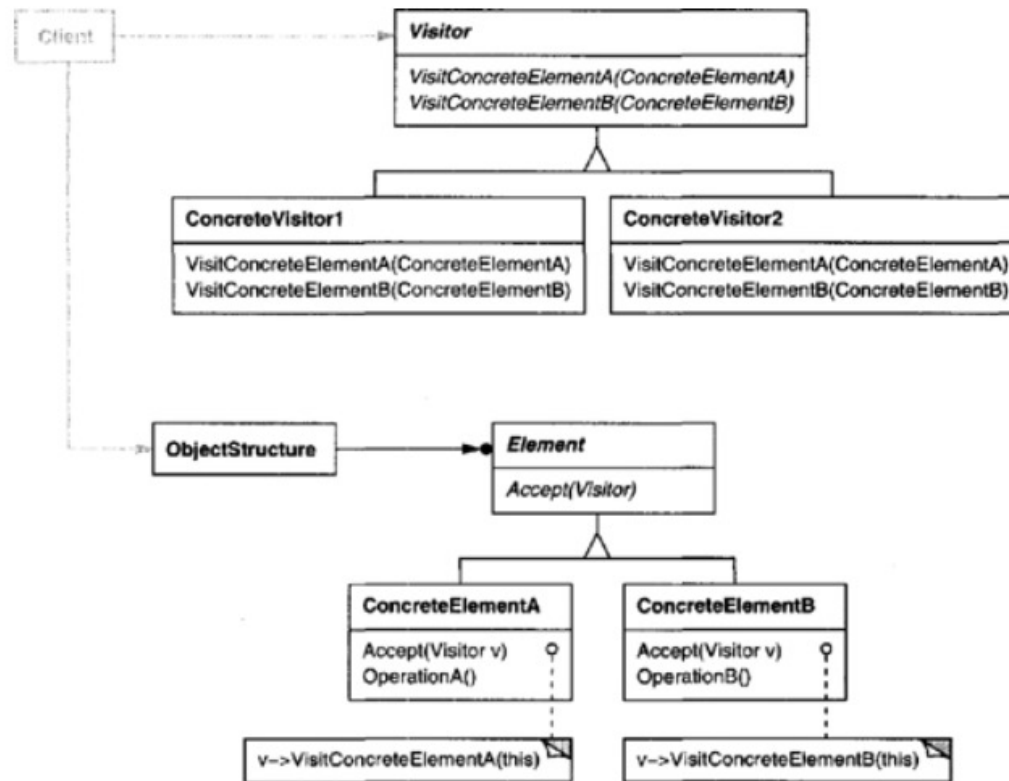 Client
Visitor
VisitConcreteElementA(ConcreteElementA)
VisitConcreteElementB(ConcreteElementB)
ConcreteVisitor1
VisitConcreteElementA(ConcreteElementA)
VisitConcreteElementB(ConcreteElementB)
ConcreteVisitor2
VisitConcreteElementA(ConcreteElementA)
VisitConcreteElementB(ConcreteElementB)
ObjectStructure
Element
Accept(Visitor)
ConcreteElementA
Accept(Visitor v)
OperationA()
ConcreteElementB
Accept(Visitor v)
OperationB()
v->VisitConcreteElementA(this)
v->VisitConcreteElementB(this)